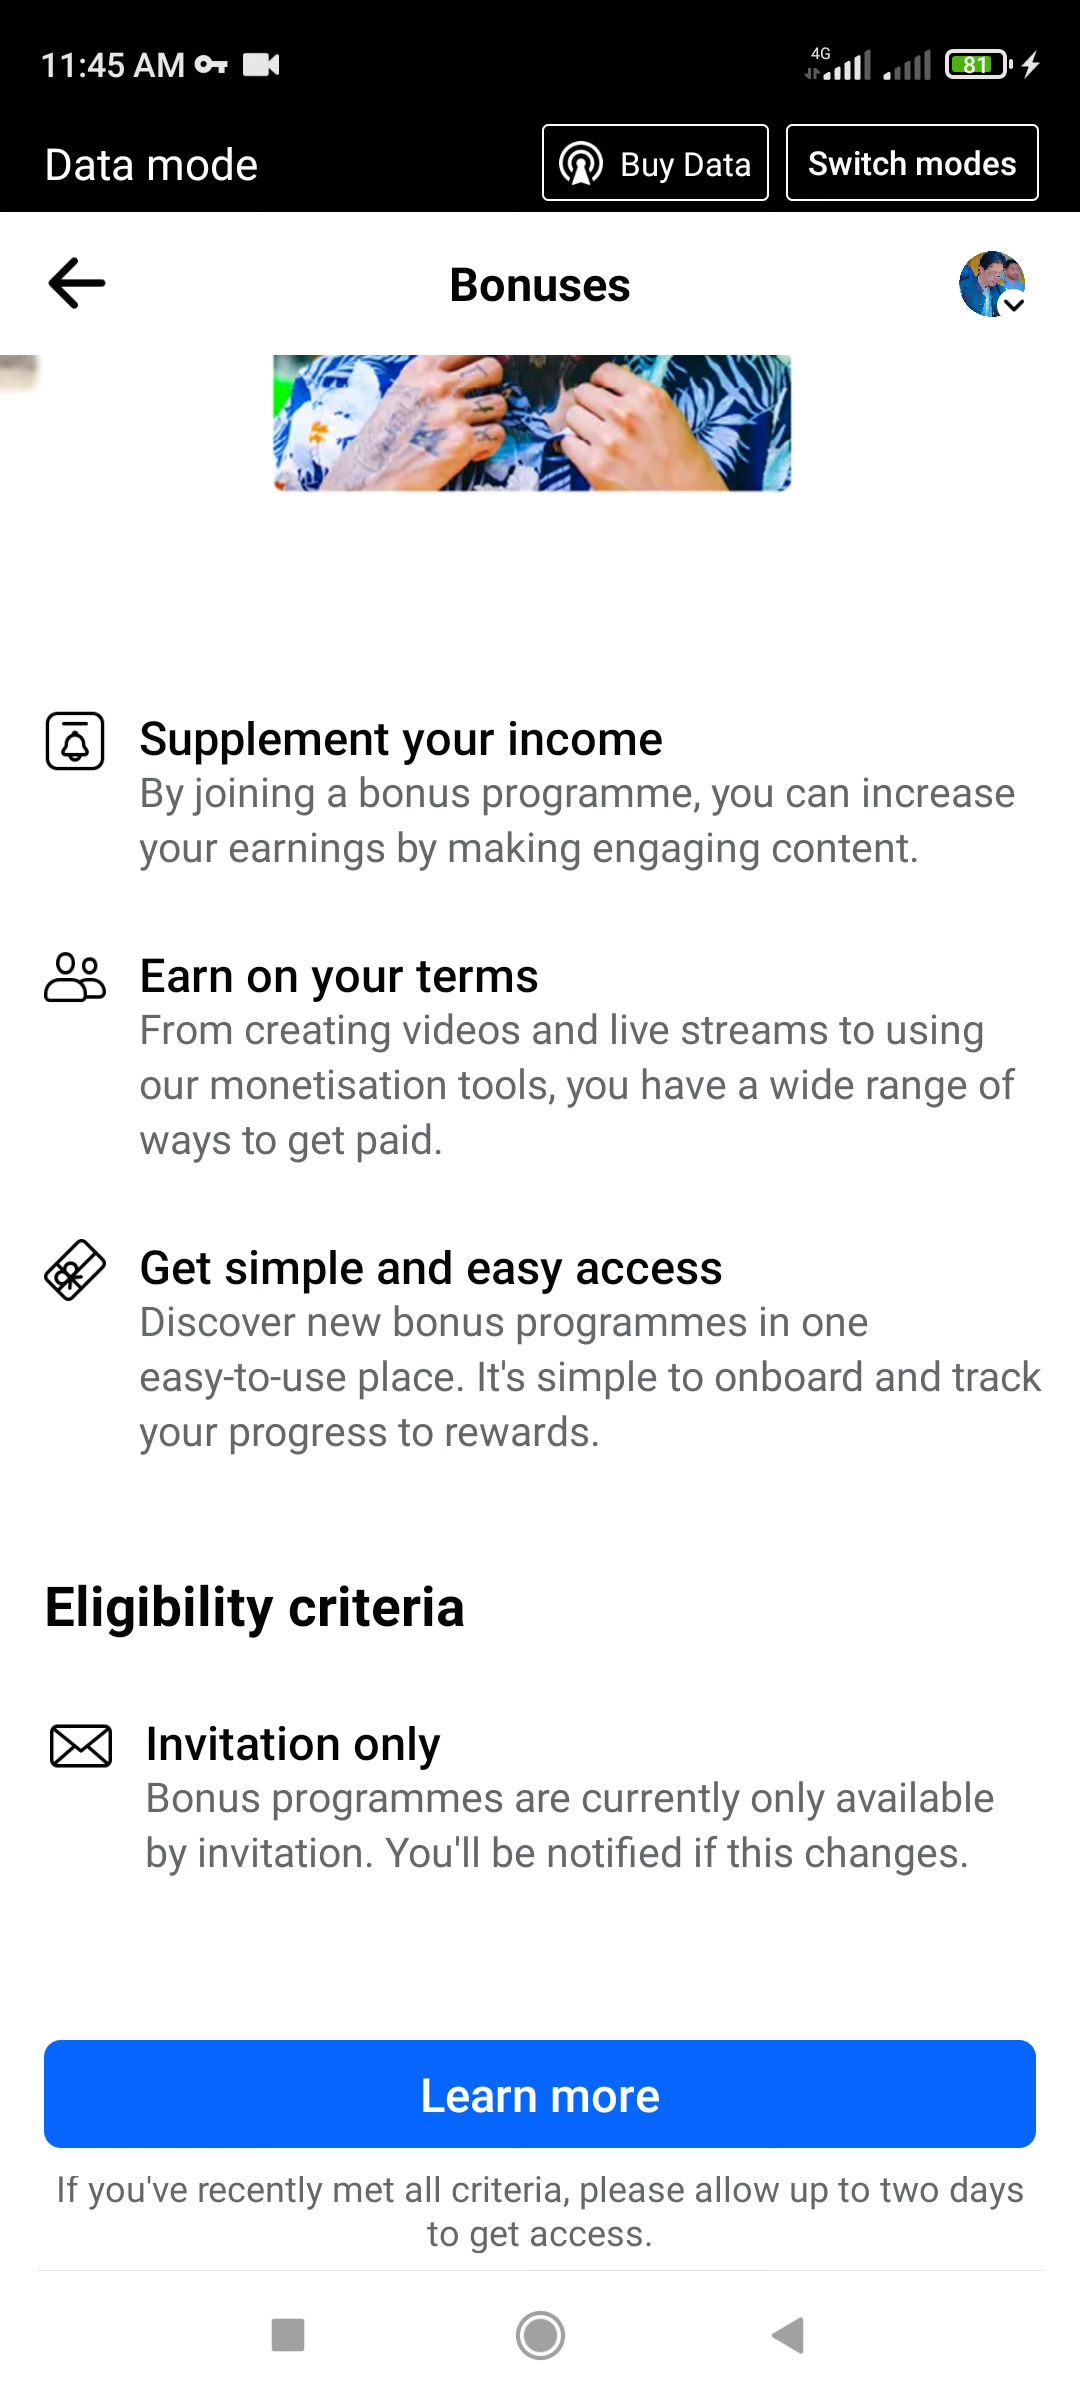 11:45 AM
4G
81
Data mode
Buy Data
Switch modes
Bonuses
Supplement your income
By joining a bonus programme, you can increase
your earnings by making engaging content.
Earn on your terms
From creating videos and live streams to using
our monetisation tools, you have a wide range of
ways to get paid.
Get simple and easy access
Discover new bonus programmes in one
easy-to-use place. It's simple to onboard and track
your progress to rewards.
Eligibility criteria
Invitation only
Bonus programmes are currently only available
by invitation. You'll be notified if this changes.
Learn more
If you've recently met all criteria, please allow up to two days
to get access.